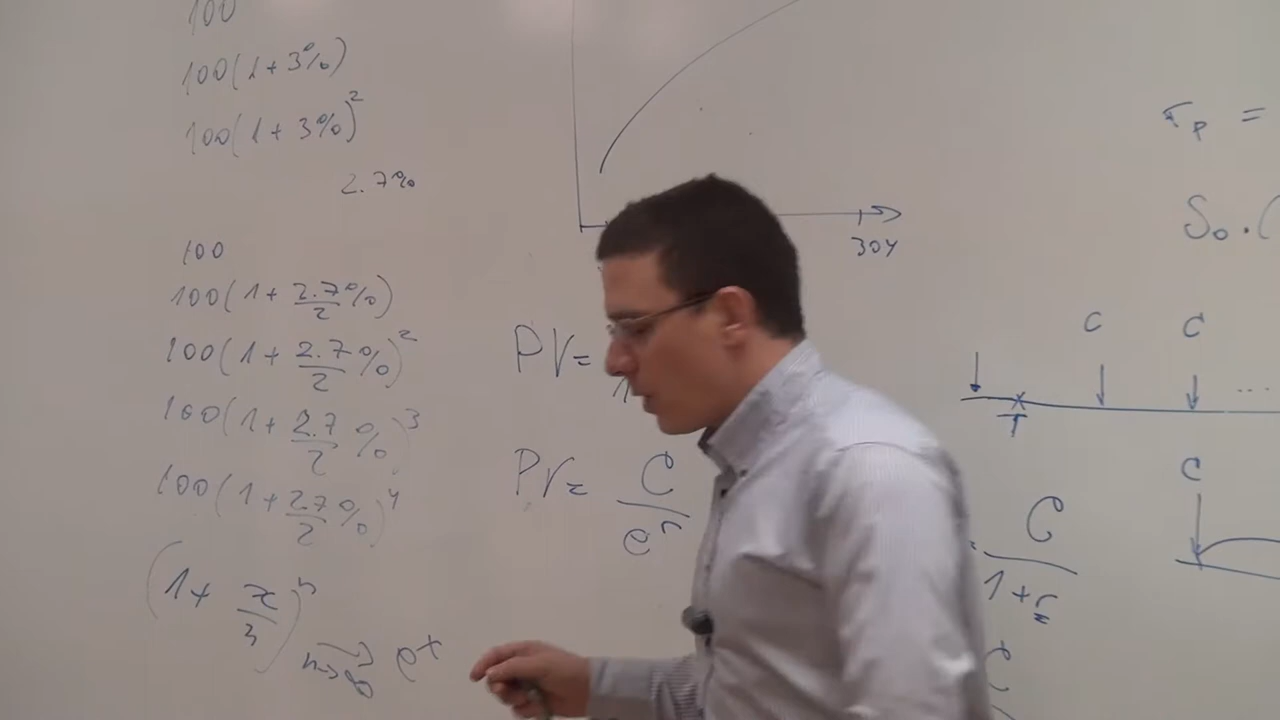 100
100(1+3%)
100(1+3%)²
2.7%
100
100(1+2.7%/2)
100(1+2.7%/2)²
100(1+2.7%/2)³
100(1+2.7%/2)⁴
(1+x/n)ⁿ n→∞ eˣ
30Y
PV=
PV= C/eʳ
=
S₀·(
C C ....
T
C
C/1+r
C